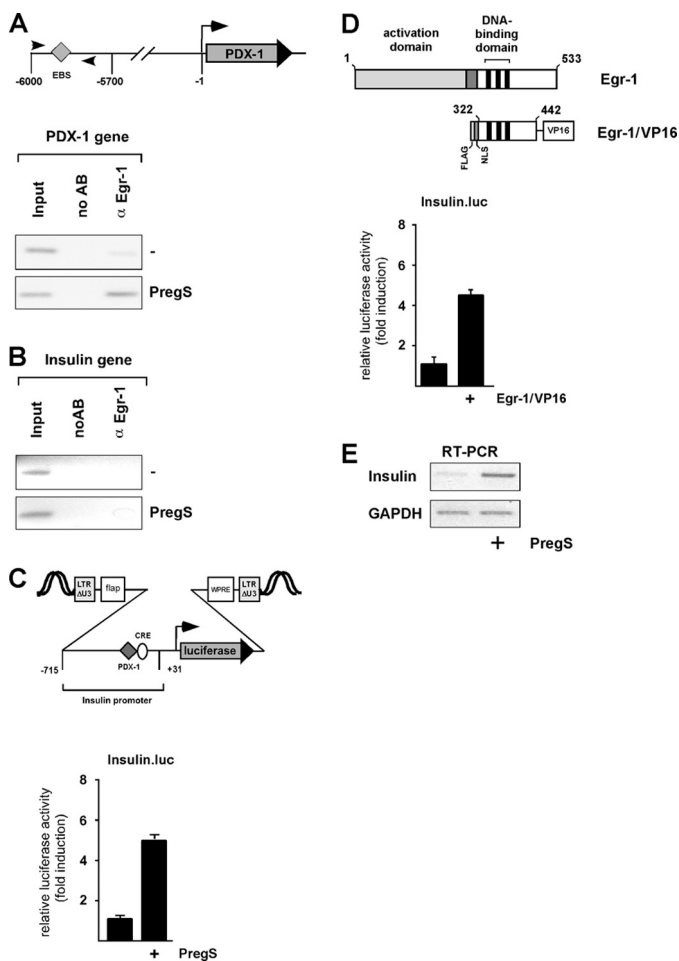 A
PDX-1
EBS
-6000
-5700
-1
PDX-1 gene
Input
no AB
α Egr-1
-
PregS
B
Insulin gene
Input
noAB
α Egr-1
-
PregS
C
LTR
ΔU3
flap
WPRE
LTR
ΔU3
CRE
luciferase
PDX-1
-715
+31
Insulin promoter
Insulin.luc
relative luciferase activity
(fold induction)
8
6
4
2
+ PregS
D
activation
domain
DNA-
binding
domain
1
533
Egr-1
322
442
VP16
Egr-1/VP16
FLAG
NLS
Insulin.luc
relative luciferase activity
(fold induction)
8
6
4
2
+ Egr-1/VP16
E
RT-PCR
Insulin
GAPDH
+ PregS